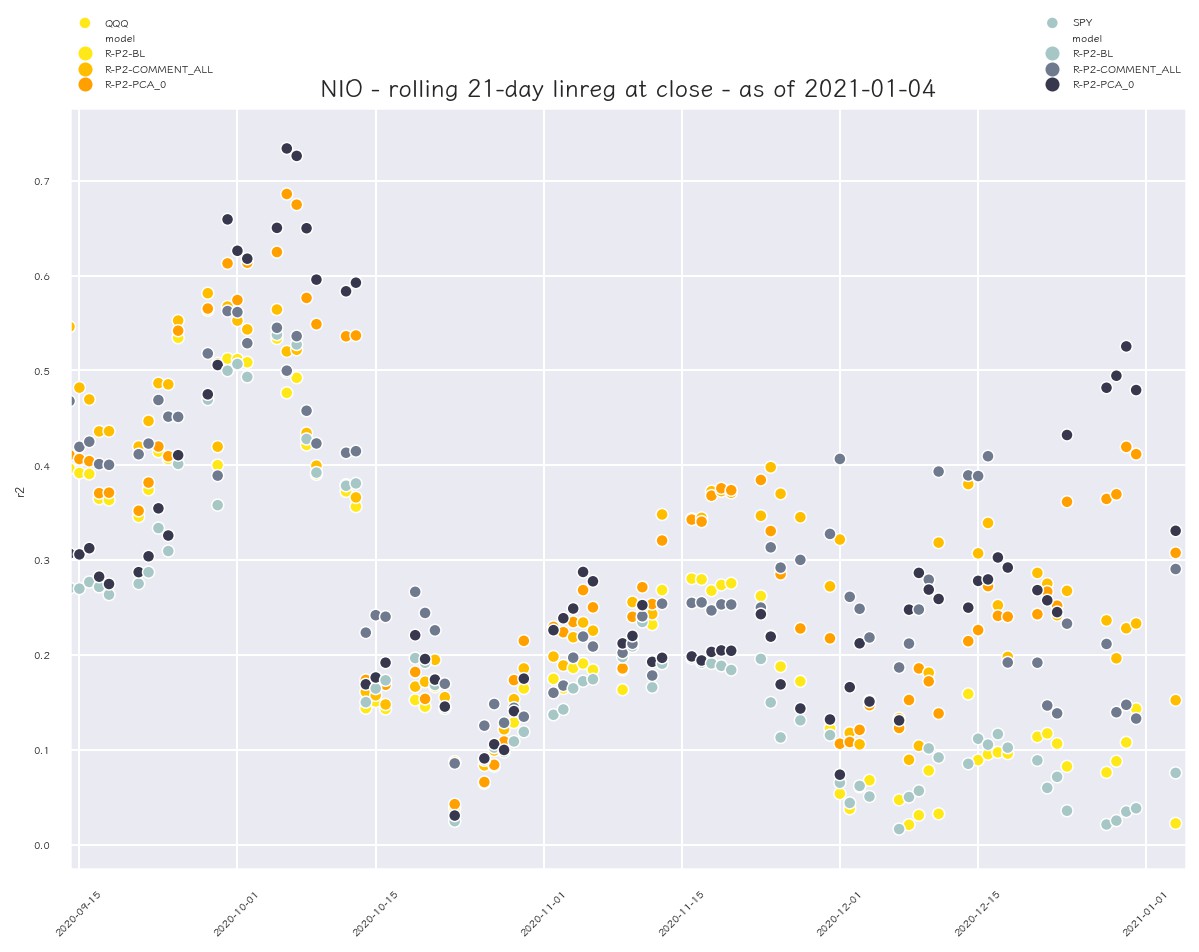 QQQ
model
R-P2-BL
R-P2-COMMENT_ALL
R-P2-PCA_0
SPY
model
R-P2-BL
R-P2-COMMENT_ALL
R-P2-PCA_0
NIO - rolling 21-day linreg at close - as of 2021-01-04
r2
0.7
0.6
0.5
0.4
0.3
0.2
0.1
0.0
2020-09-15
2020-10-01
2020-10-15
2020-11-01
2020-11-15
2020-12-01
2020-12-15
2021-01-01